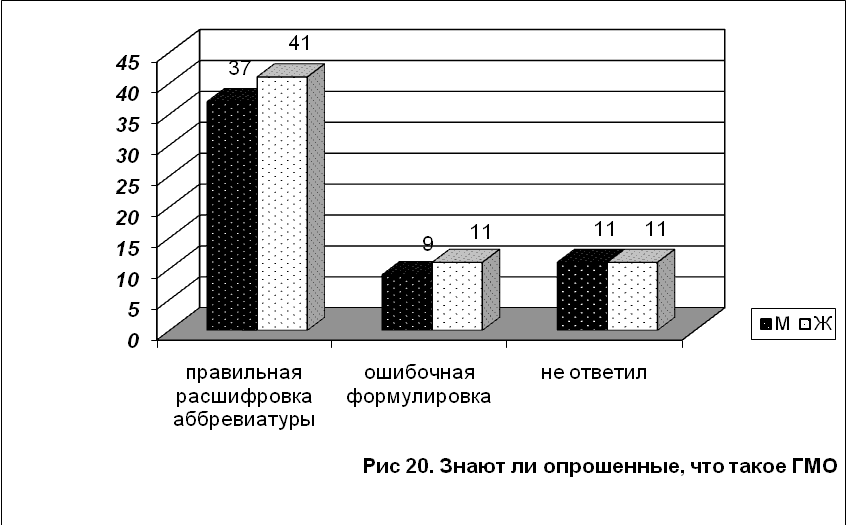 41
37
45
40
35
30
25
20
15
10
5
0
9
11
11
11
М Ж
правильная
расшифровка
аббревиатуры
ошибочная
формулировка
не ответил
Рис 20. Знают ли опрошенные, что такое ГМО